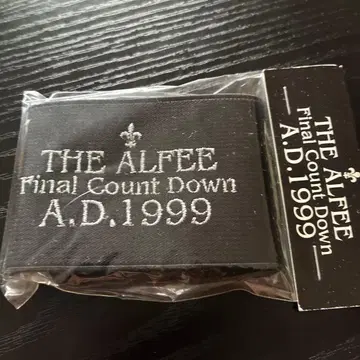 THE ALFEE
Final Count Down
A.D.1999
THE ALFEE
Final Count Down
A.D.1999